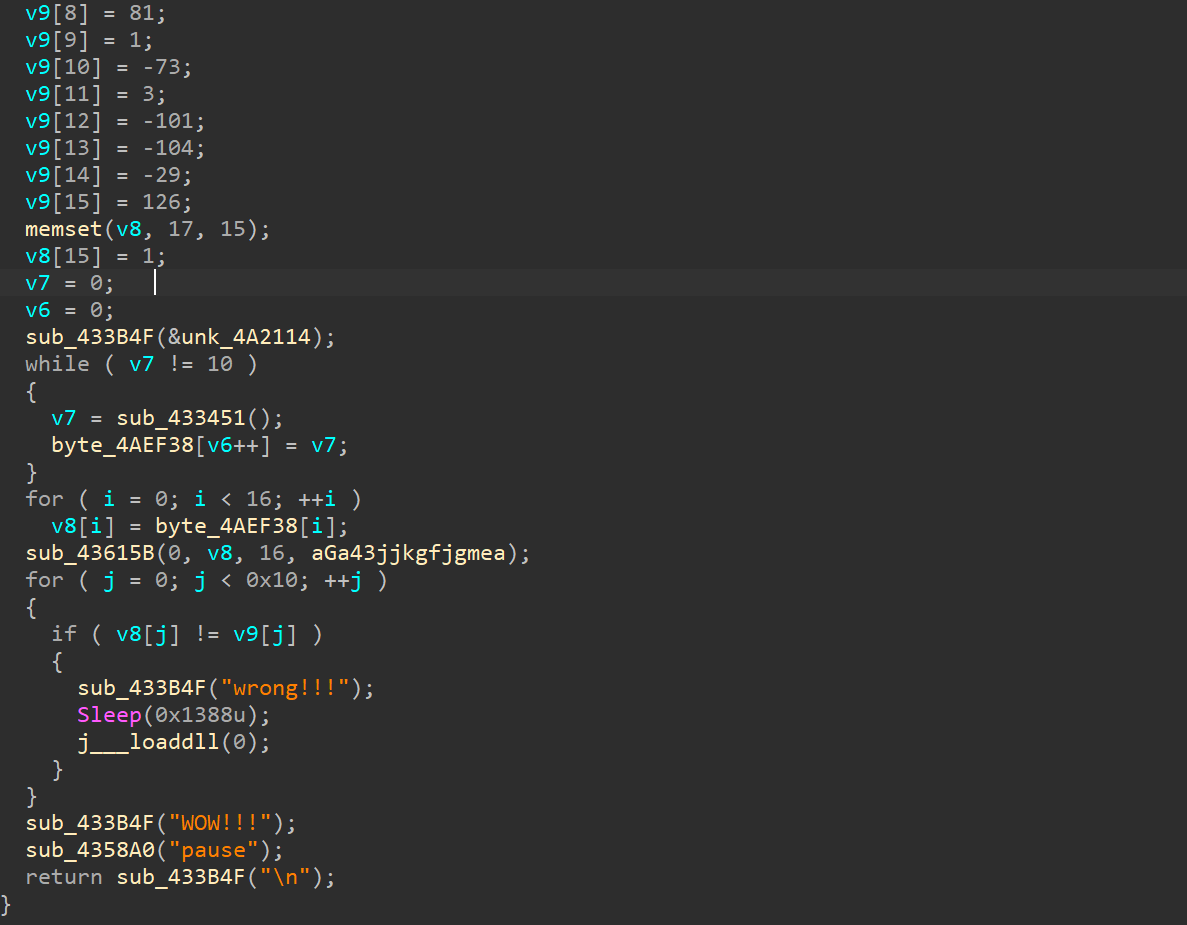 v9[8] = 81;
v9[9] = 1;
v9[10] = -73;
v9[11] = 3;
v9[12] = -101;
v9[13] = -104;
v9[14] = -29;
v9[15] = 126;
memset(v8, 17, 15);
v8[15] = 1;
v7 = 0;
v6 = 0;
sub_433B4F(&unk_4A2114);
while ( v7 != 10 )
{
v7 = sub_433451();
byte_4AEF38[v6++] = v7;
}
for ( i = 0; i < 16; ++i )
v8[i] = byte_4AEF38[i];
sub_43615B(0, v8, 16, aGa43jjkgfjgmea);
for ( j = 0; j < 0x10; ++j )
{
if ( v8[j] != v9[j] )
{
sub_433B4F("wrong!!!");
Sleep(0x1388u);
j___loaddll(0);
}
}
sub_433B4F("WOW!!!");
sub_4358A0("pause");
return sub_433B4F("\n");
}